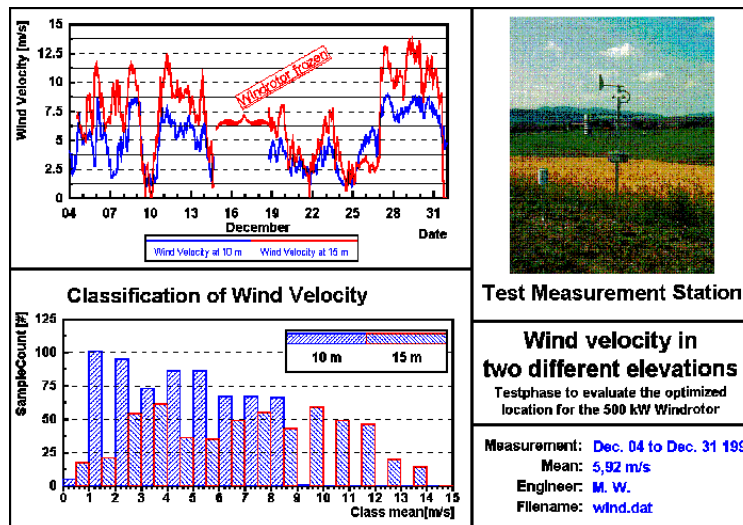 Wind Velocity [m/s]
15
12.5
10
7.5
5
2.5
0
Windrotor frozen
04 07 10 13 16 19 22 25 28 31
December
Date
Wind Velocity at 10 m Wind Velocity at 15 m
Classification of Wind Velocity
SampleCount [#]
125
100
75
50
25
0
10 m 15 m
0 1 2 3 4 5 6 7 8 9 10 11 12 13 14 15
Class mean[m/s]
Test Measurement Station
Wind velocity in
two different elevations
Testphase to evaluate the optimized
location for the 500 kW Windrotor
Measurement: Dec. 04 to Dec. 31 199
Mean: 5,92 m/s
Engineer: M. W.
Filename: wind.dat